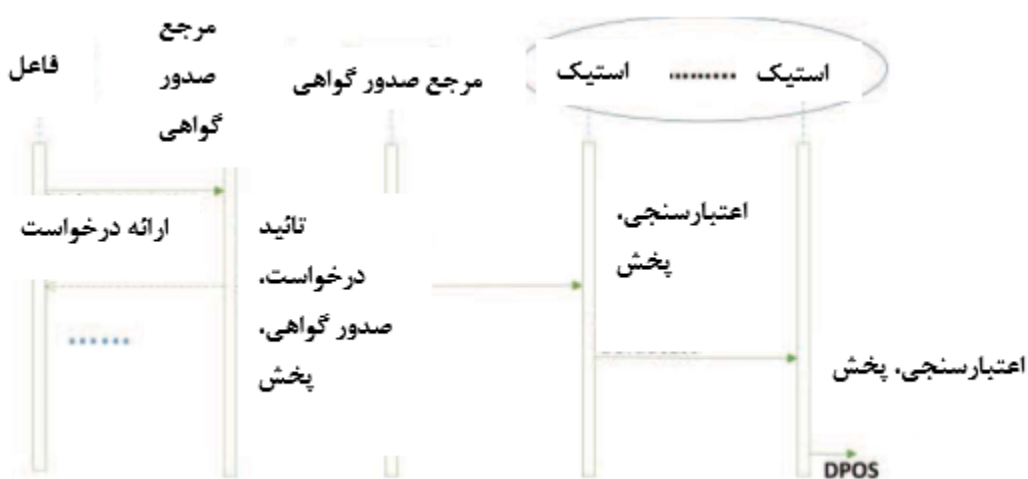 فاعل
مرجع
صدور
گواهی
مرجع صدور گواهی
استیک ......... استیک
ارائه درخواست
تائید
درخواست،
صدور گواهی،
پخش
......
اعتبارسنجی،
پخش
اعتبارسنجی، پخش
DPOS